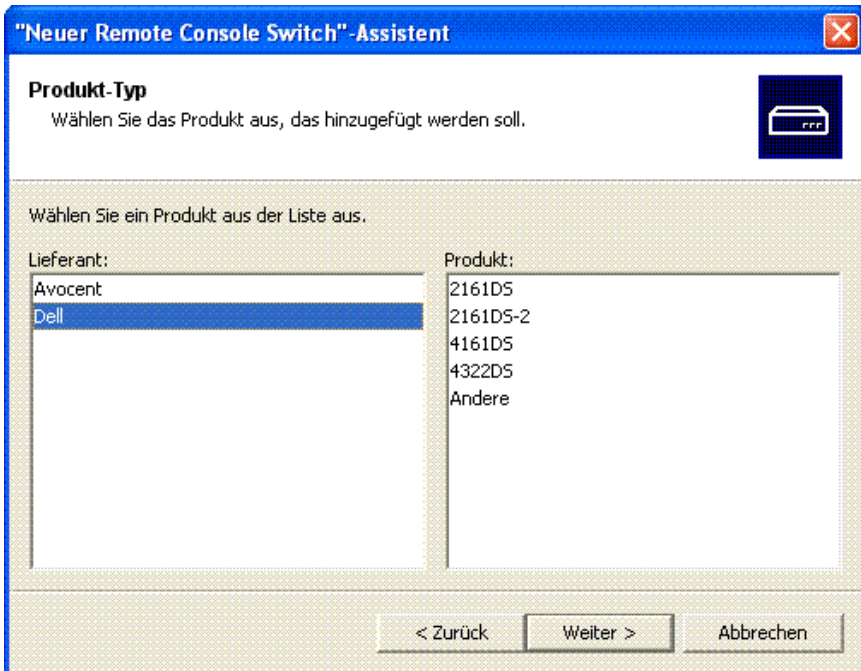 "Neuer Remote Console Switch"-Assistent
Produkt-Typ
Wählen Sie das Produkt aus, das hinzugefügt werden soll.
Wählen Sie ein Produkt aus der Liste aus.
Lieferant:
Avocent
Dell
Produkt:
2161DS
2161DS-2
4161DS
4322DS
Andere
< Zurück
Weiter >
Abbrechen